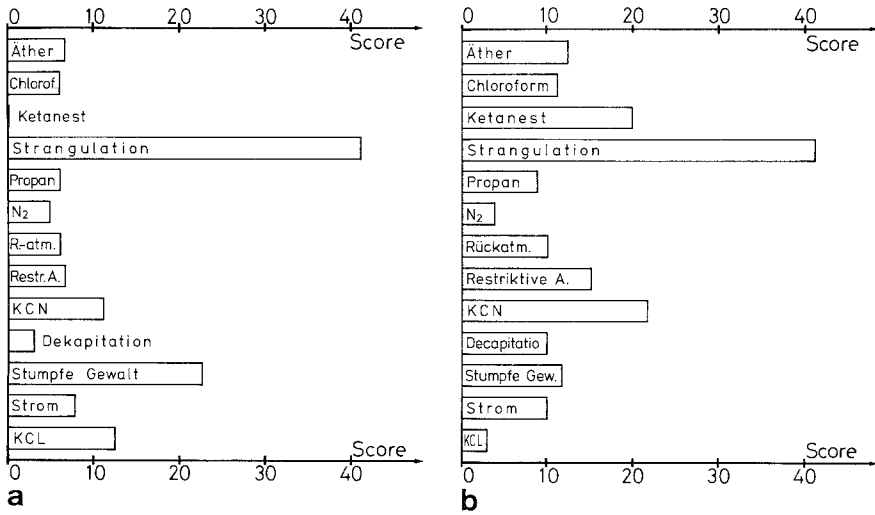 0 10 20 30 40
Score
Äther
Chlorof.
Ketanest
Strangulation
Propan
N₂
R-atm.
Restr. A.
KCN
Dekapitation
Stumpfe Gewalt
Strom
KCL
Score
0 10 20 30 40
a
0 10 20 30 40
Score
Äther
Chloroform
Ketanest
Strangulation
Propan
N₂
Rückatm.
Restriktive A.
KCN
Decapitatio
Stumpfe Gew.
Strom
KCL
Score
0 10 20 30 40
b